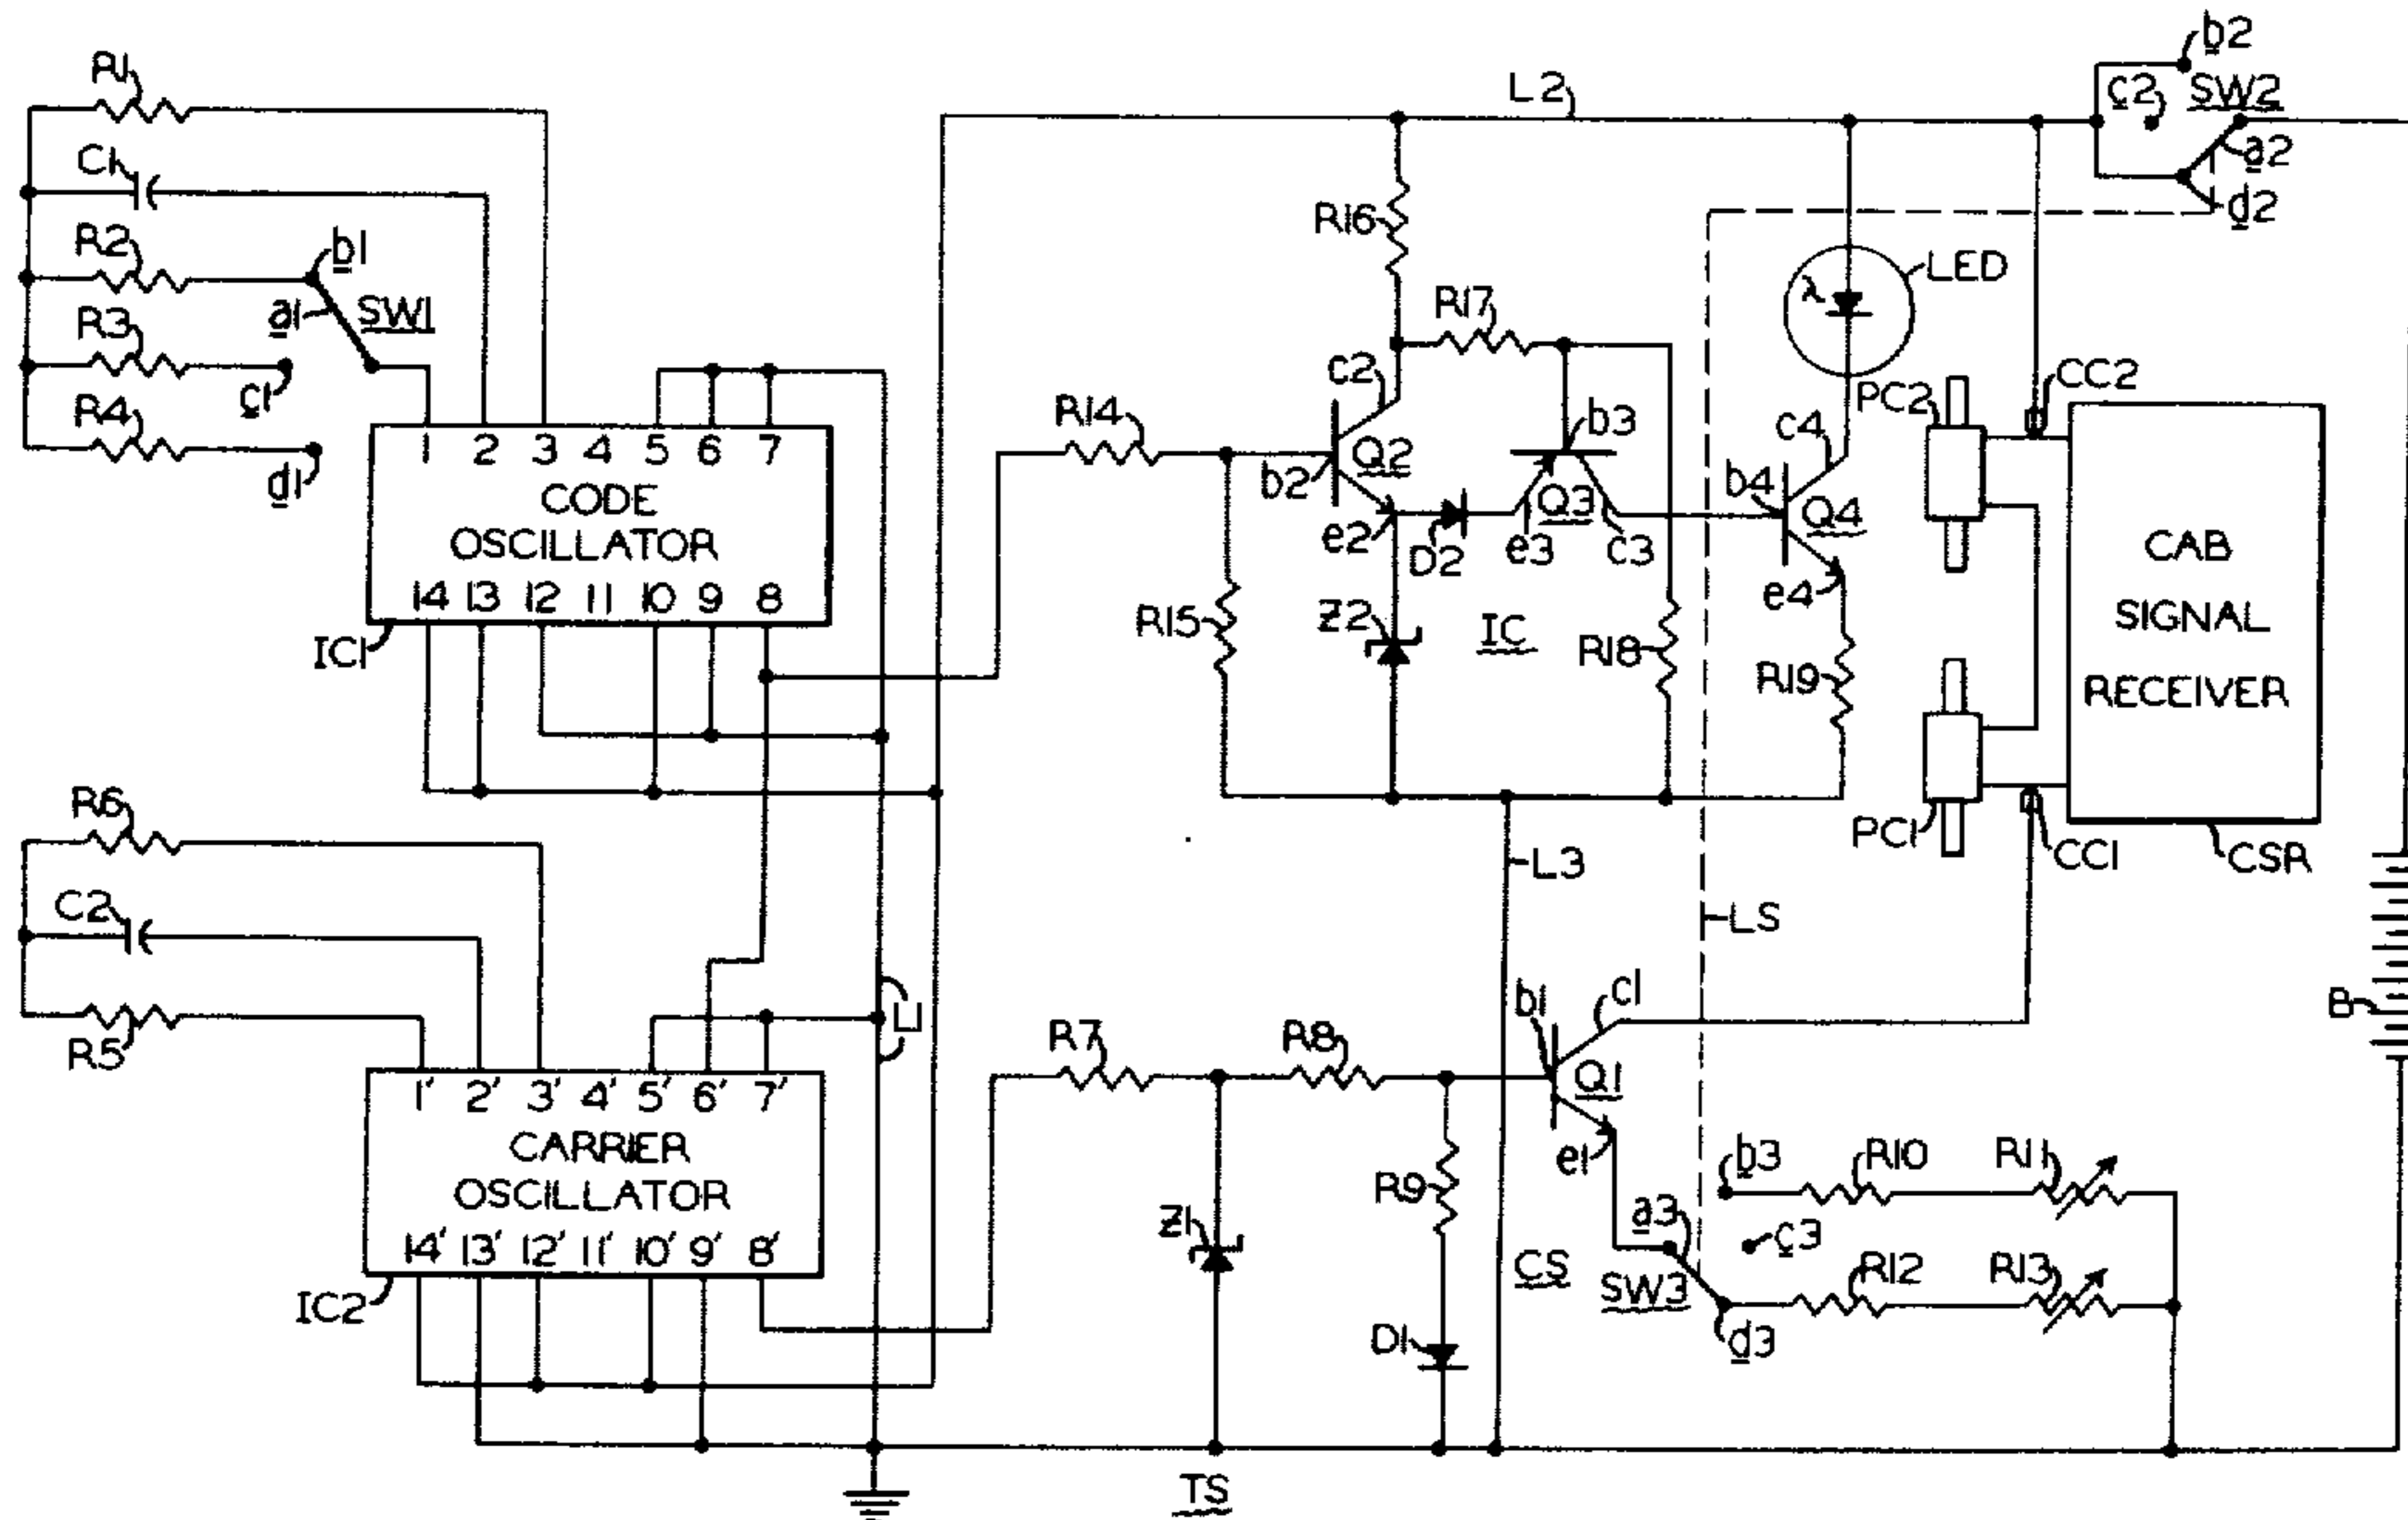 R1
C1
R2
b1
a1
SW1
R3
c1
R4
d1
1 2 3 4 5 6 7
CODE
OSCILLATOR
14 13 12 11 10 9 8
IC1
R6
C2
R5
1' 2' 3' 4' 5' 6' 7'
CARRIER
OSCILLATOR
14' 13' 12' 11' 10' 9' 8'
IC2
L1
L2
R16
R17
c2
R14
b2
Q2
e2
D2
b3
Q3
e3
c3
R15
Z2
IC
R18
LED
λ
c4
b4
Q4
e4
R19
b2
c2
SW2
a2
d2
PC2
CC2
CAB
SIGNAL
RECEIVER
PC1
CC1
CSR
L3
LS
B
R7
R8
b1
c1
Q1
e1
Z1
R9
D1
CS
a3
SW3
b3
c3
d3
R10
R11
R12
R13
TS